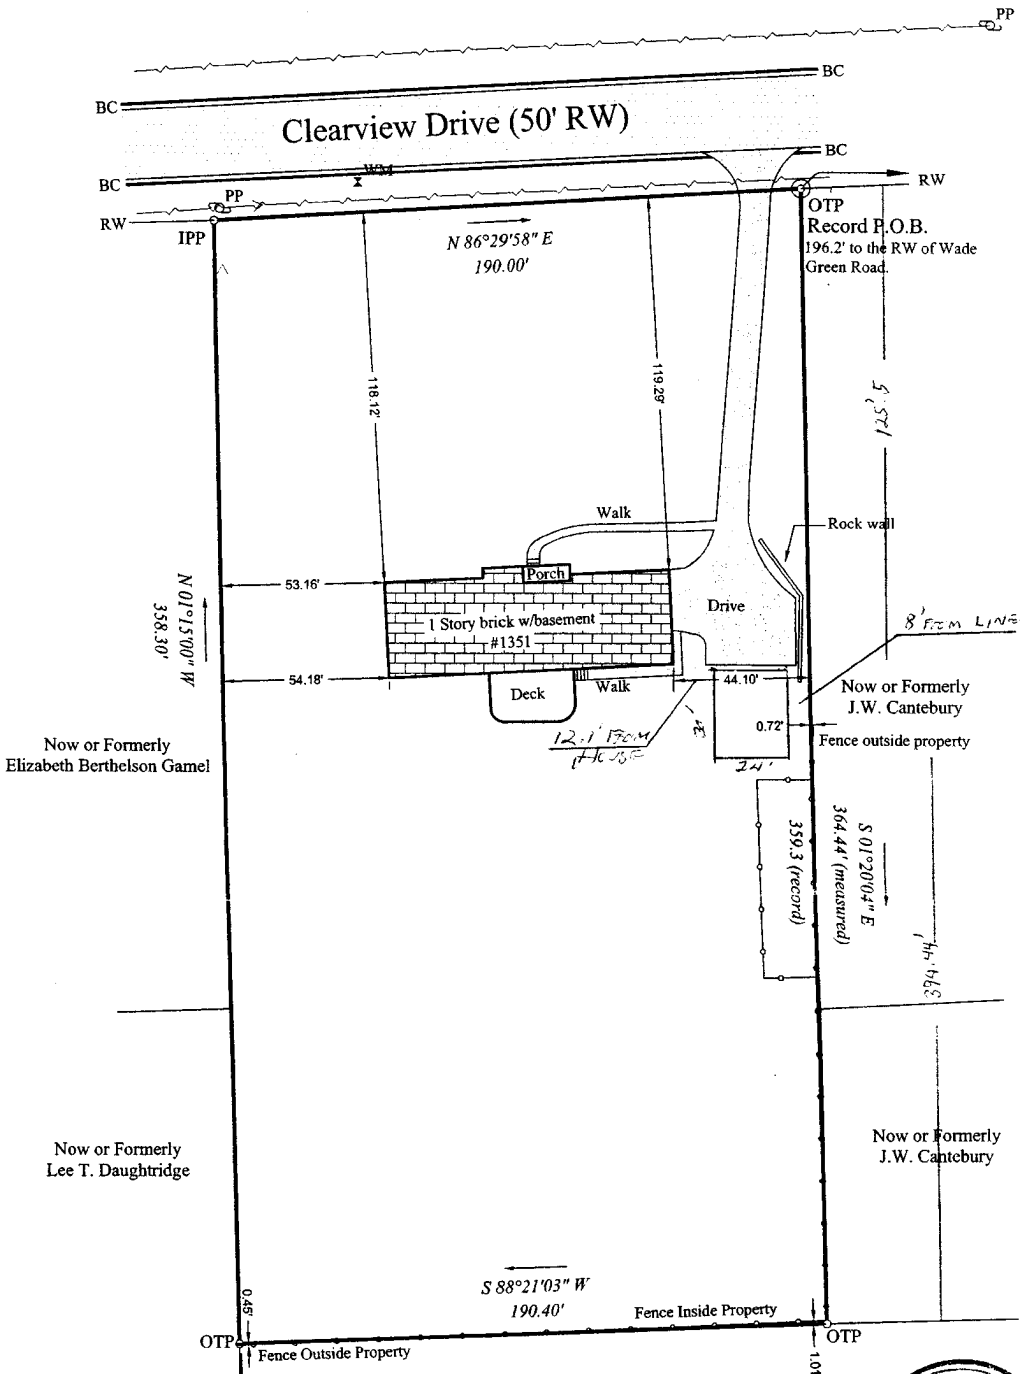 PP
BC
BC
Clearview Drive (50' RW)
WM
BC
BC
PP
RW
RW
IPP
OTP
N 86°29'58" E
190.00'
Record P.O.B.
196.2' to the RW of Wade
Green Road.
118.12'
119.29'
125.5
Walk
Rock wall
Porch
53.16'
N 01°15'00" W
358.30'
1 Story brick w/basement
#1351
Drive
8' FROM LINE
54.18'
Deck
Walk
44.10'
Now or Formerly
J.W. Cantebury
12.1' FROM
HOUSE
0.72'
Fence outside property
24'
Now or Formerly
Elizabeth Berthelson Gamel
S 01°20'04" E
364.44' (measured)
359.3 (record)
Now or Formerly
Lee T. Daughtridge
Now or Formerly
J.W. Cantebury
S 88°21'03" W
190.40'
0.45'
Fence Inside Property
OTP
OTP
Fence Outside Property
1.01